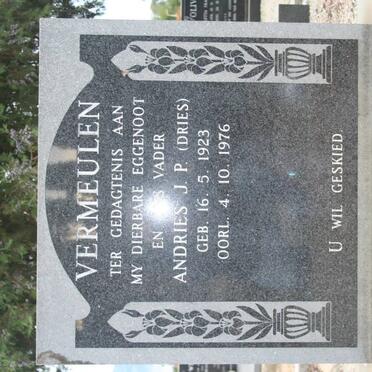 VERMEULEN
TER GEDAGTENIS AAN
MY DIERBARE EGGENOOT
EN ONS VADER
ANDRIES J. P. (DRIES)
GEB. 16. 5. 1923
OORL. 4. 10. 1976
U WIL GESKIED